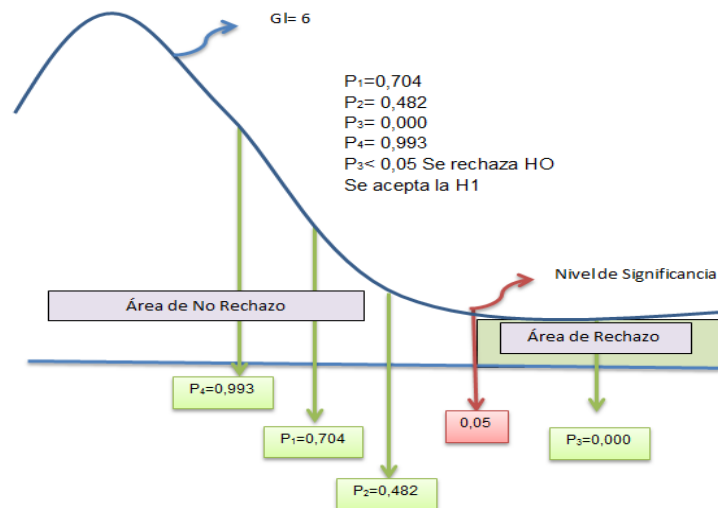 Gl= 6
P₁=0,704
P₂= 0,482
P₃= 0,000
P₄= 0,993
P₃< 0,05 Se rechaza HO
Se acepta la H1
Nivel de Significancia
Área de No Rechazo
Área de Rechazo
P₄=0,993
P₁=0,704
0,05
P₃=0,000
P₂=0,482